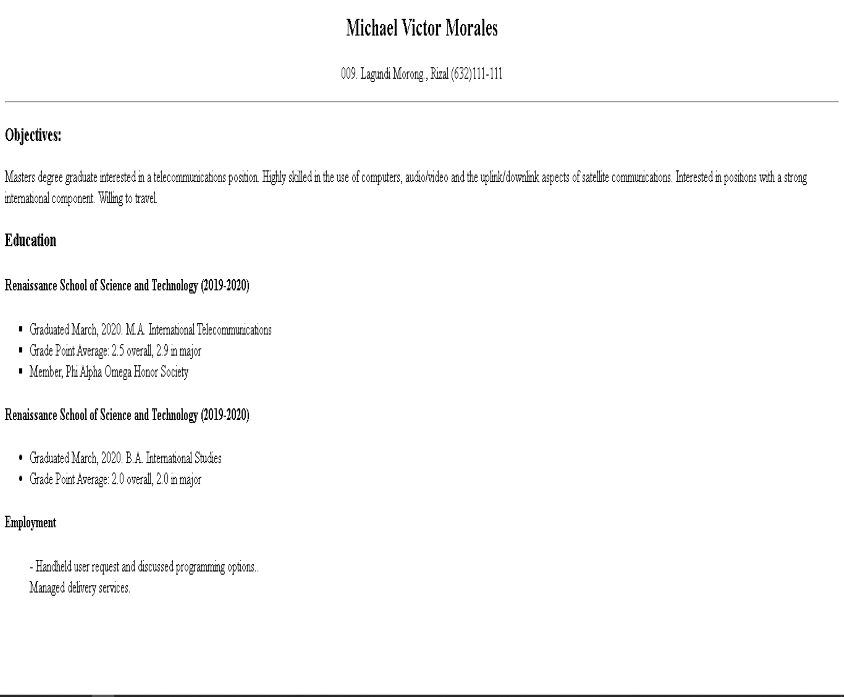 Michael Victor Morales
009. Lagundi Morong., Rizal (632)111-111
Objectives:
Masters degree graduate interested in a telecommunications position. Highly skilled in the use of computers, audio/video and the uplink/downlink aspects of satellite communications. Interested in positions with a strong
international component. Willing to travel.
Education
Renaissance School of Science and Technology (2019-2020)
▪ Graduated March, 2020. M.A. International Telecommunications
▪ Grade Point Average: 2.5 overall, 2.9 in major
▪ Member, Phi Alpha Omega Honor Society
Renaissance School of Science and Technology (2019-2020)
• Graduated March, 2020. B.A. International Studies
• Grade Point Average: 2.0 overall, 2.0 in major
Employment
- Handheld user request and discussed programming options..
Managed delivery services.